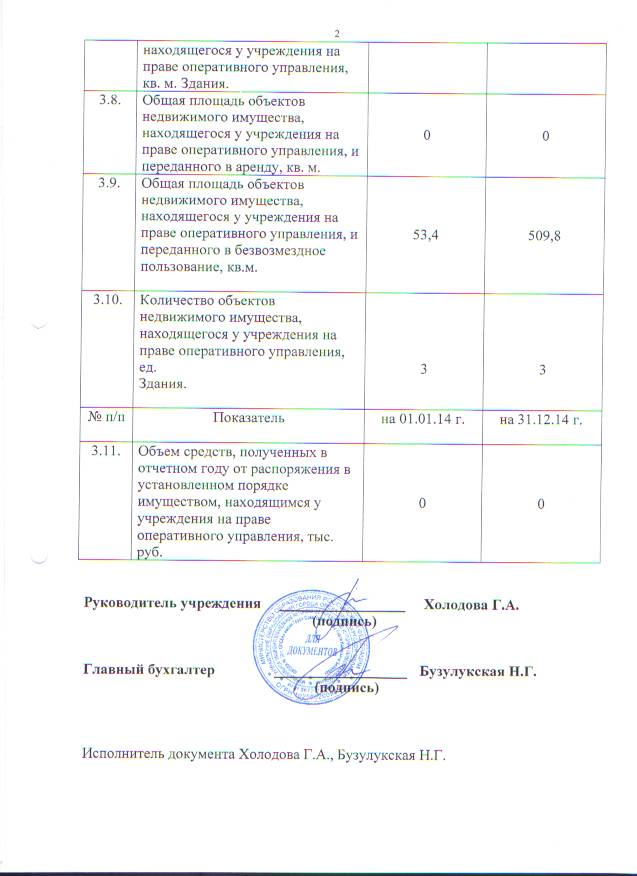 2
находящегося у учреждения на
праве оперативного управления,
кв. м. Здания.
3.8. Общая площадь объектов
недвижимого имущества,
находящегося у учреждения на
праве оперативного управления, и
переданного в аренду, кв. м.
0 0
3.9. Общая площадь объектов
недвижимого имущества,
находящегося у учреждения на
праве оперативного управления, и
переданного в безвозмездное
пользование, кв.м.
53,4 509,8
3.10. Количество объектов
недвижимого имущества,
находящегося у учреждения на
праве оперативного управления,
ед.
Здания.
3 3
№ п/п Показатель на 01.01.14 г. на 31.12.14 г.
3.11. Объем средств, полученных в
отчетном году от распоряжения в
установленном порядке
имуществом, находящимся у
учреждения на праве
оперативного управления, тыс.
руб.
0 0
Руководитель учреждения Холодова Г.А.
(подпись)
ДЛЯ
ДОКУМЕНТОВ
Главный бухгалтер Бузулукская Н.Г.
(подпись)
Исполнитель документа Холодова Г.А., Бузулукская Н.Г.